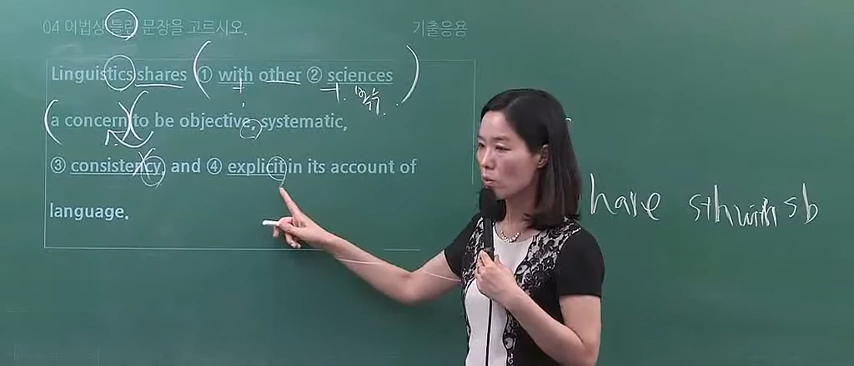 04 어법상 틀린 문장을 고르시오.
기출응용
Linguistics shares ① with other ② sciences
a concern to be objective, systematic,
③ consistency, and ④ explicit in its account of
language.
have sth with sb